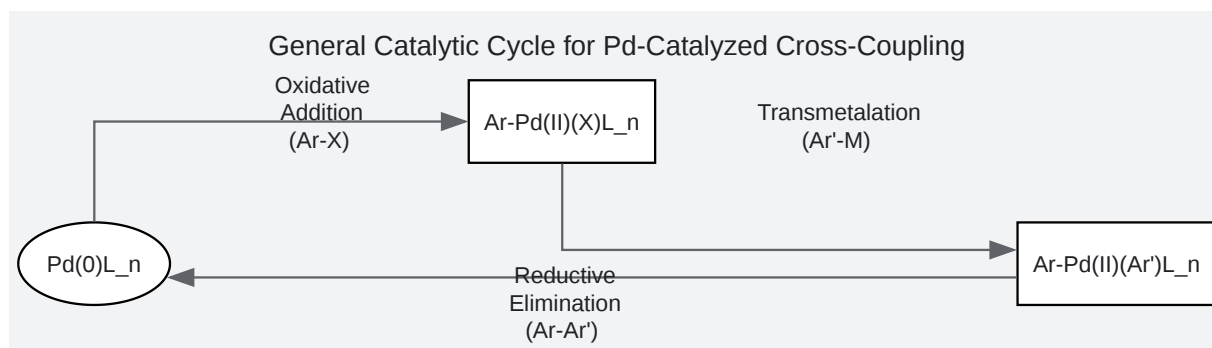 General Catalytic Cycle for Pd-Catalyzed Cross-Coupling
Oxidative
Addition
(Ar-X)
Ar-Pd(II)(X)L_n
Transmetalation
(Ar'-M)
Pd(0)L_n
Ar-Pd(II)(Ar')L_n
Reductive
Elimination
(Ar-Ar')